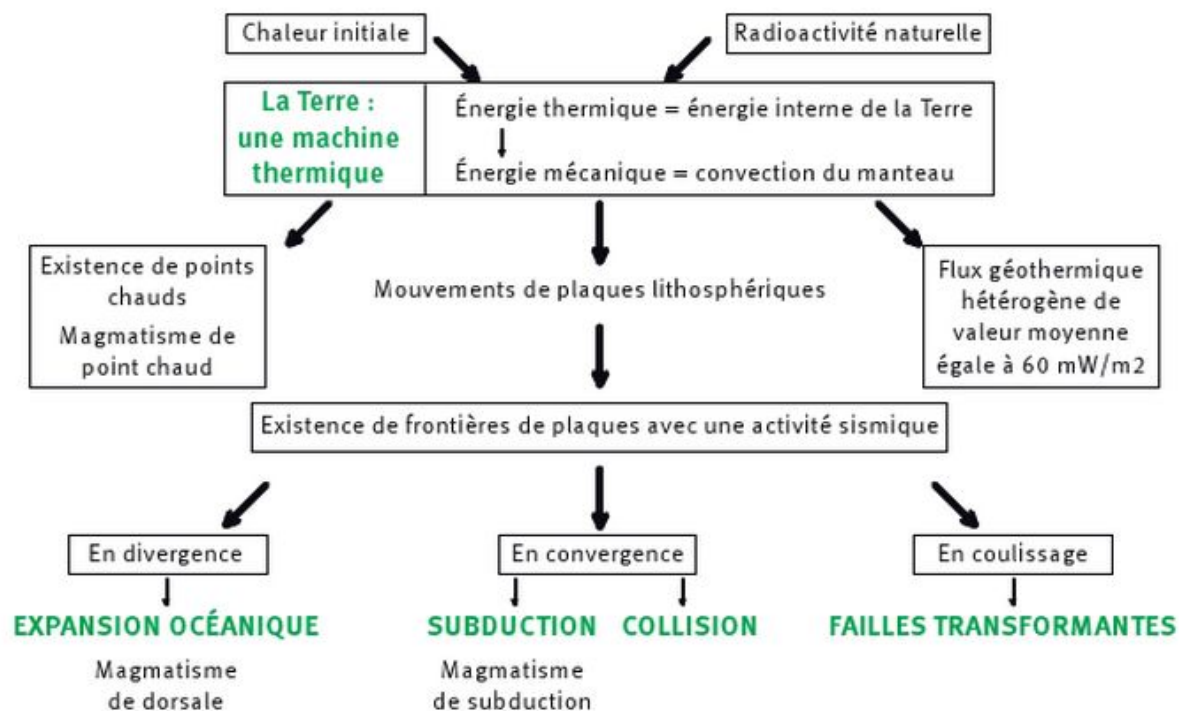 Chaleur initiale
Radioactivité naturelle
La Terre :
une machine
thermique
Énergie thermique = énergie interne de la Terre
Énergie mécanique = convection du manteau
Existence de points
chauds
Magmatisme de
point chaud
Mouvements de plaques lithosphériques
Flux géothermique
hétérogène de
valeur moyenne
égale à 60 mW/m2
Existence de frontières de plaques avec une activité sismique
En divergence
En convergence
En coulissage
EXPANSION OCÉANIQUE
SUBDUCTION
COLLISION
FAILLES TRANSFORMANTES
Magmatisme
de dorsale
Magmatisme
de subduction